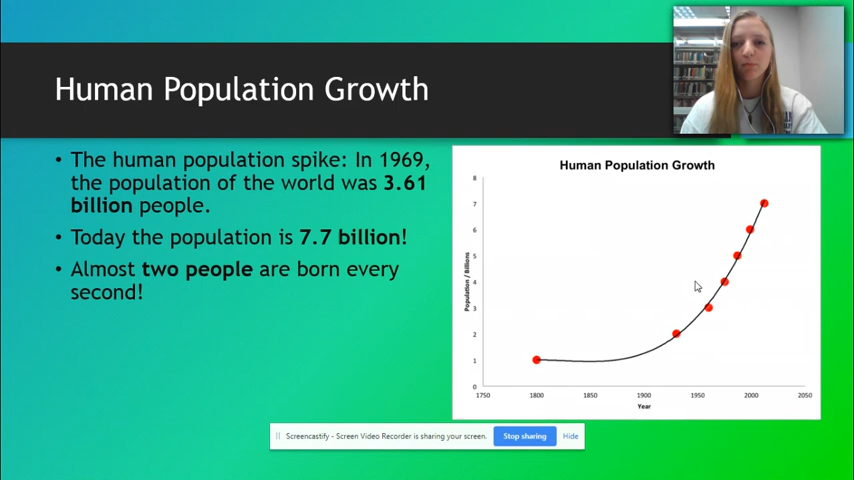 Human Population Growth
• The human population spike: In 1969,
the population of the world was 3.61
billion people.
• Today the population is 7.7 billion!
• Almost two people are born every
second!
Human Population Growth
8
7
6
5
4
3
2
1
0
Population / Billions
1750 1800 1850 1900 1950 2000 2050
Year
Screencastify - Screen Video Recorder is sharing your screen. Stop sharing Hide